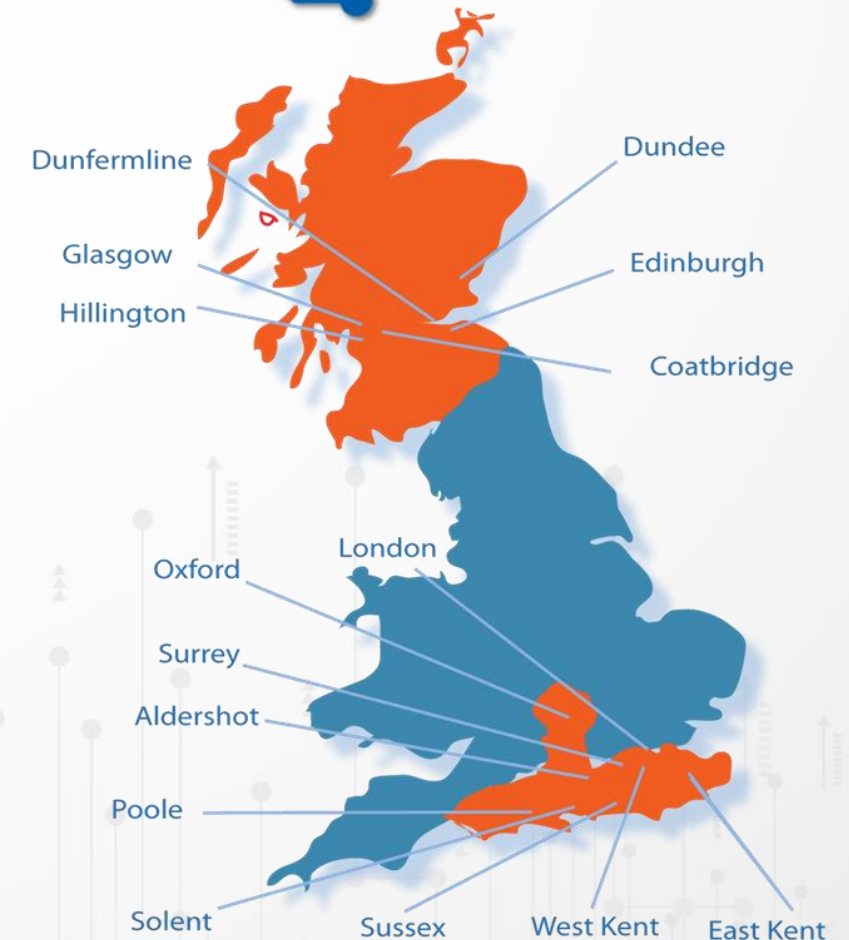 Dundee
Dunfermline
Glasgow
Edinburgh
Hillington
Coatbridge
London
Oxford
Surrey
Aldershot
Poole
Solent
Sussex
West Kent
East Kent